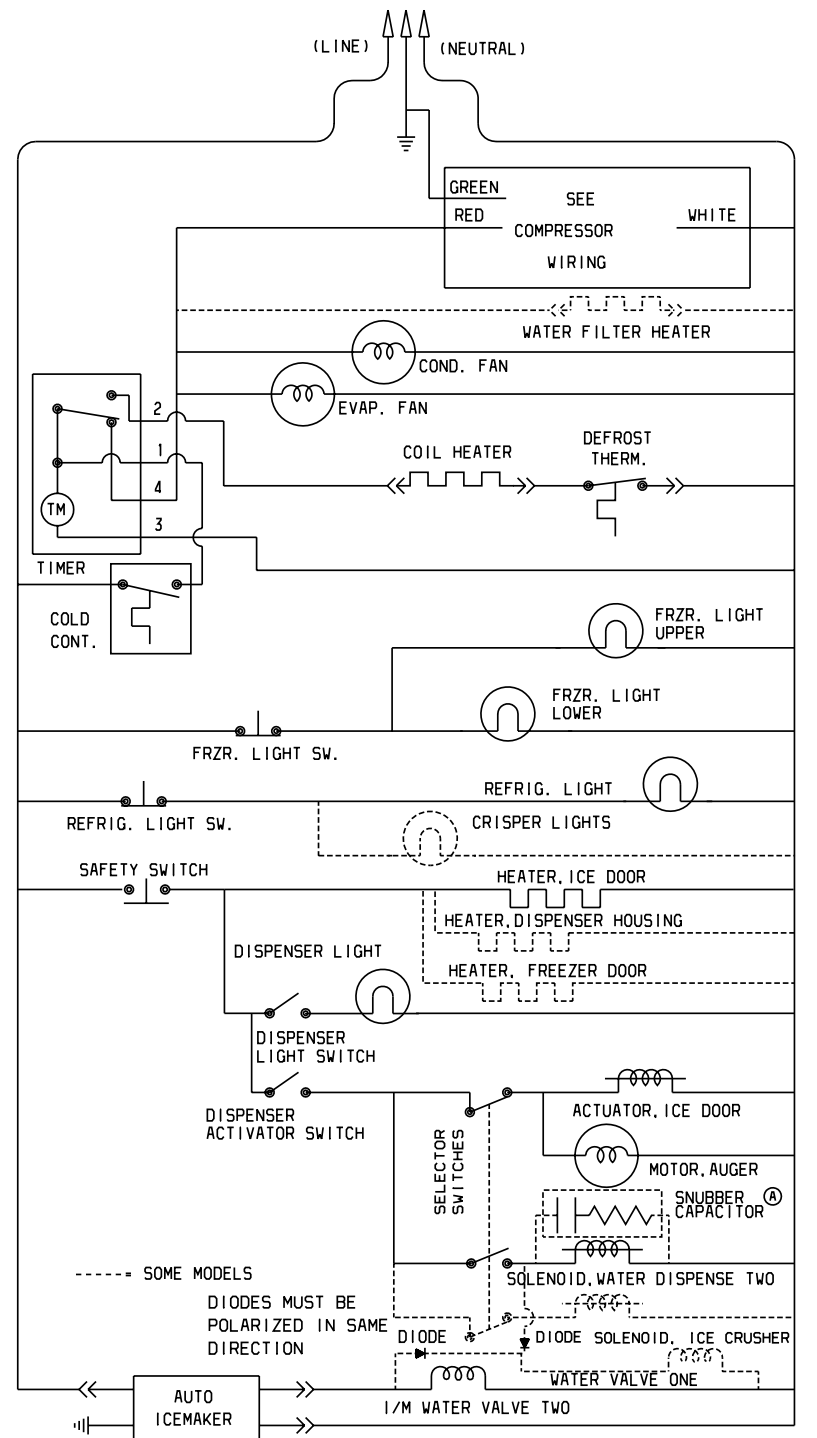 (LINE)
(NEUTRAL)
GREEN
SEE
RED
COMPRESSOR
WHITE
WIRING
WATER FILTER HEATER
COND. FAN
EVAP. FAN
2
COIL HEATER
DEFROST
THERM.
1
4
TM
3
TIMER
COLD
CONT.
FRZR. LIGHT
UPPER
FRZR. LIGHT
LOWER
FRZR. LIGHT SW.
REFRIG. LIGHT
REFRIG. LIGHT SW.
CRISPER LIGHTS
SAFETY SWITCH
HEATER, ICE DOOR
HEATER, DISPENSER HOUSING
DISPENSER LIGHT
HEATER, FREEZER DOOR
DISPENSER
LIGHT SWITCH
DISPENSER
ACTIVATOR SWITCH
ACTUATOR, ICE DOOR
SELECTOR
SWITCHES
MOTOR, AUGER
SNUBBER
CAPACITOR
A
SOLENOID, WATER DISPENSE TWO
SOME MODELS
DIODES MUST BE
POLARIZED IN SAME
DIRECTION
DIODE
DIODE
SOLENOID, ICE CRUSHER
WATER VALVE ONE
I/M WATER VALVE TWO
AUTO
ICEMAKER